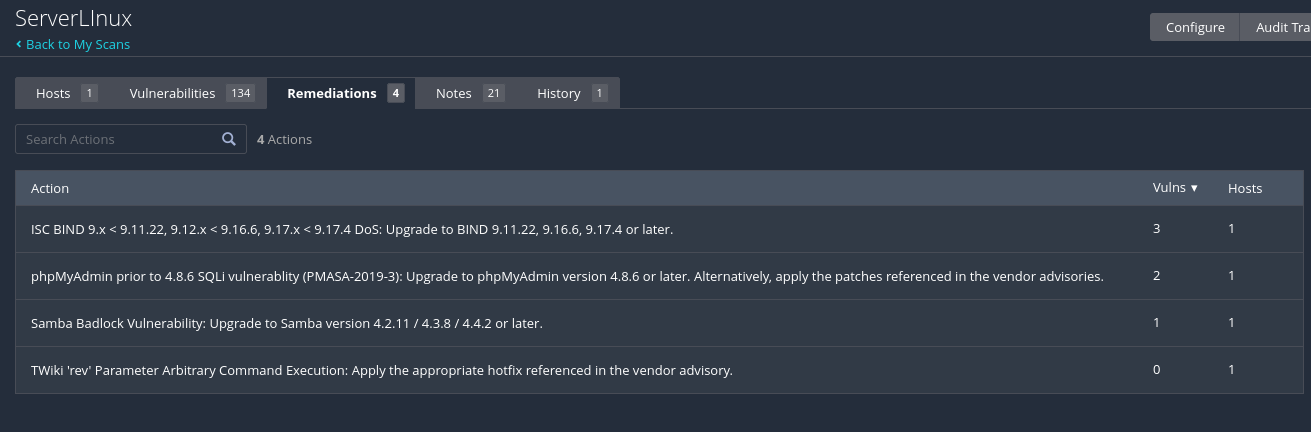 ServerLInux
Back to My Scans
Configure
Audit Tra
Hosts 1
Vulnerabilities 134
Remediations 4
Notes 21
History 1
Search Actions
4 Actions
Action Vulns ▼ Hosts
ISC BIND 9.x < 9.11.22, 9.12.x < 9.16.6, 9.17.x < 9.17.4 DoS: Upgrade to BIND 9.11.22, 9.16.6, 9.17.4 or later. 3 1
phpMyAdmin prior to 4.8.6 SQLi vulnerablity (PMASA-2019-3): Upgrade to phpMyAdmin version 4.8.6 or later. Alternatively, apply the patches referenced in the vendor advisories. 2 1
Samba Badlock Vulnerability: Upgrade to Samba version 4.2.11 / 4.3.8 / 4.4.2 or later. 1 1
TWiki 'rev' Parameter Arbitrary Command Execution: Apply the appropriate hotfix referenced in the vendor advisory. 0 1